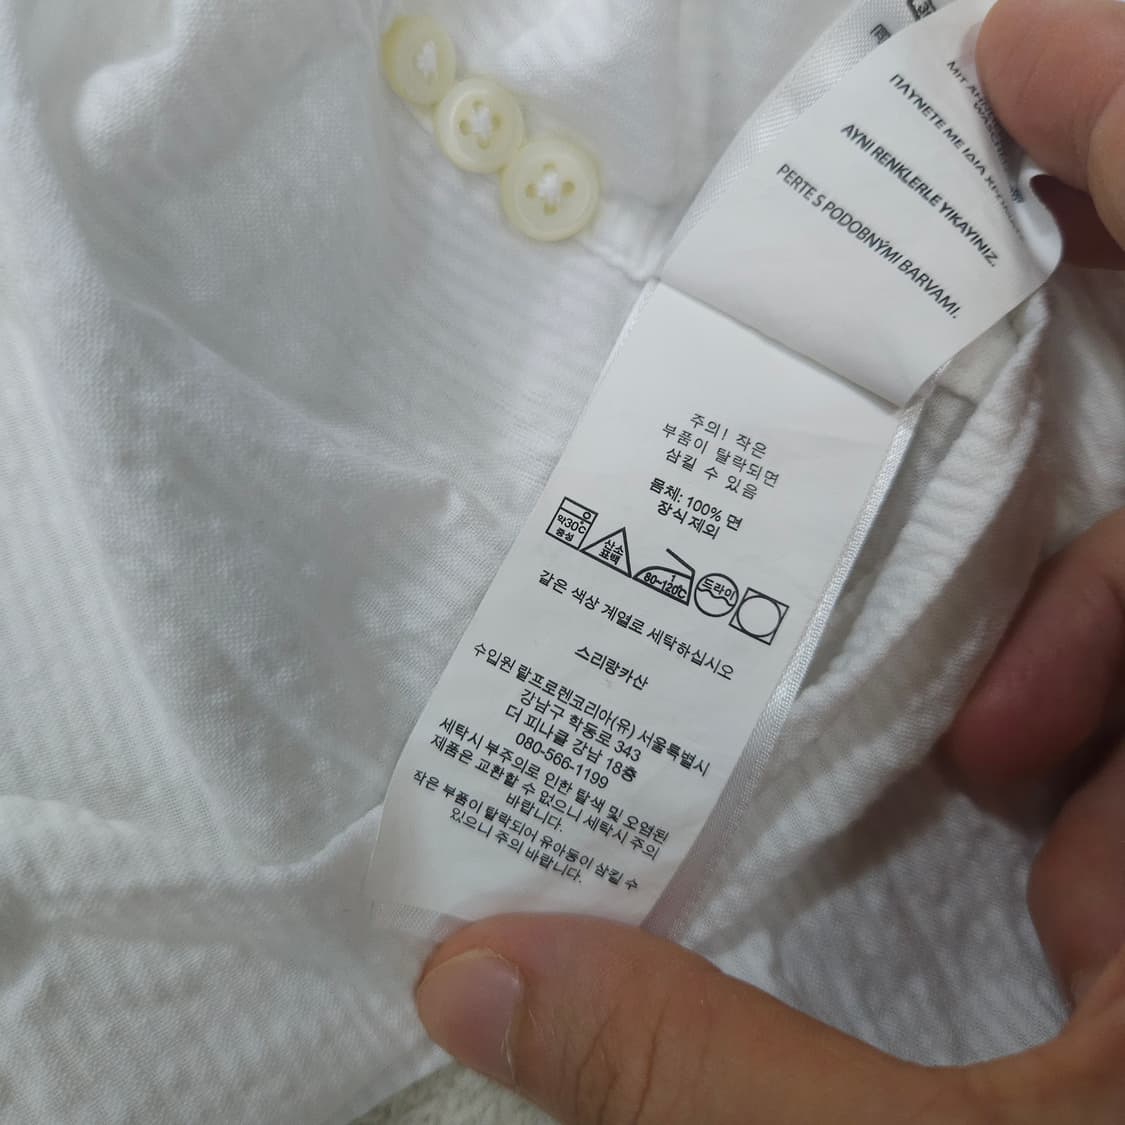 ΠΛΥΝΕΤΕ ΜΕ ΙΔΙΑ
AYNI RENKLERLE YIKAYINIZ.
PERTE S PODOBNÝMI BARVAMI.
주의! 작은
부품이 탈락되면
삼킬 수 있음
몸체: 100% 면
장식제외
약30℃
중성
산소
표백
80~120℃
드라이
같은 색상 계열로 세탁하십시오
스리랑카산
수입원 랄프로렌코리아(유) 서울특별시
강남구 학동로 343
더 피나클 강남 18층
080-566-1199
세탁시 부주의로 인한 탈색 및 오염된
제품은 교환할 수 없으니 세탁시 주의
바랍니다.
작은 부품이 탈락되어 유아동이 삼킬 수
있으니 주의 바랍니다.